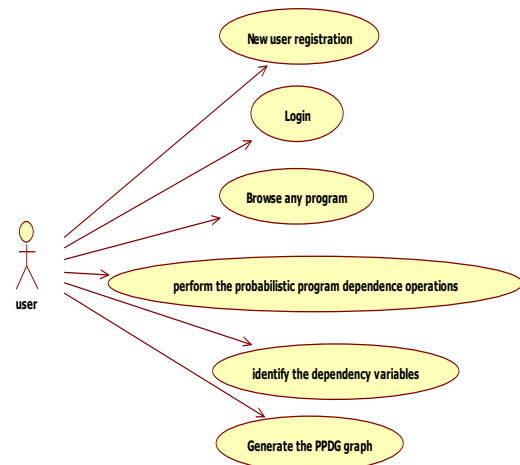 New user registration
Login
Browse any program
perform the probabilistic program dependence operations
user
identify the dependency variables
Generate the PPDG graph